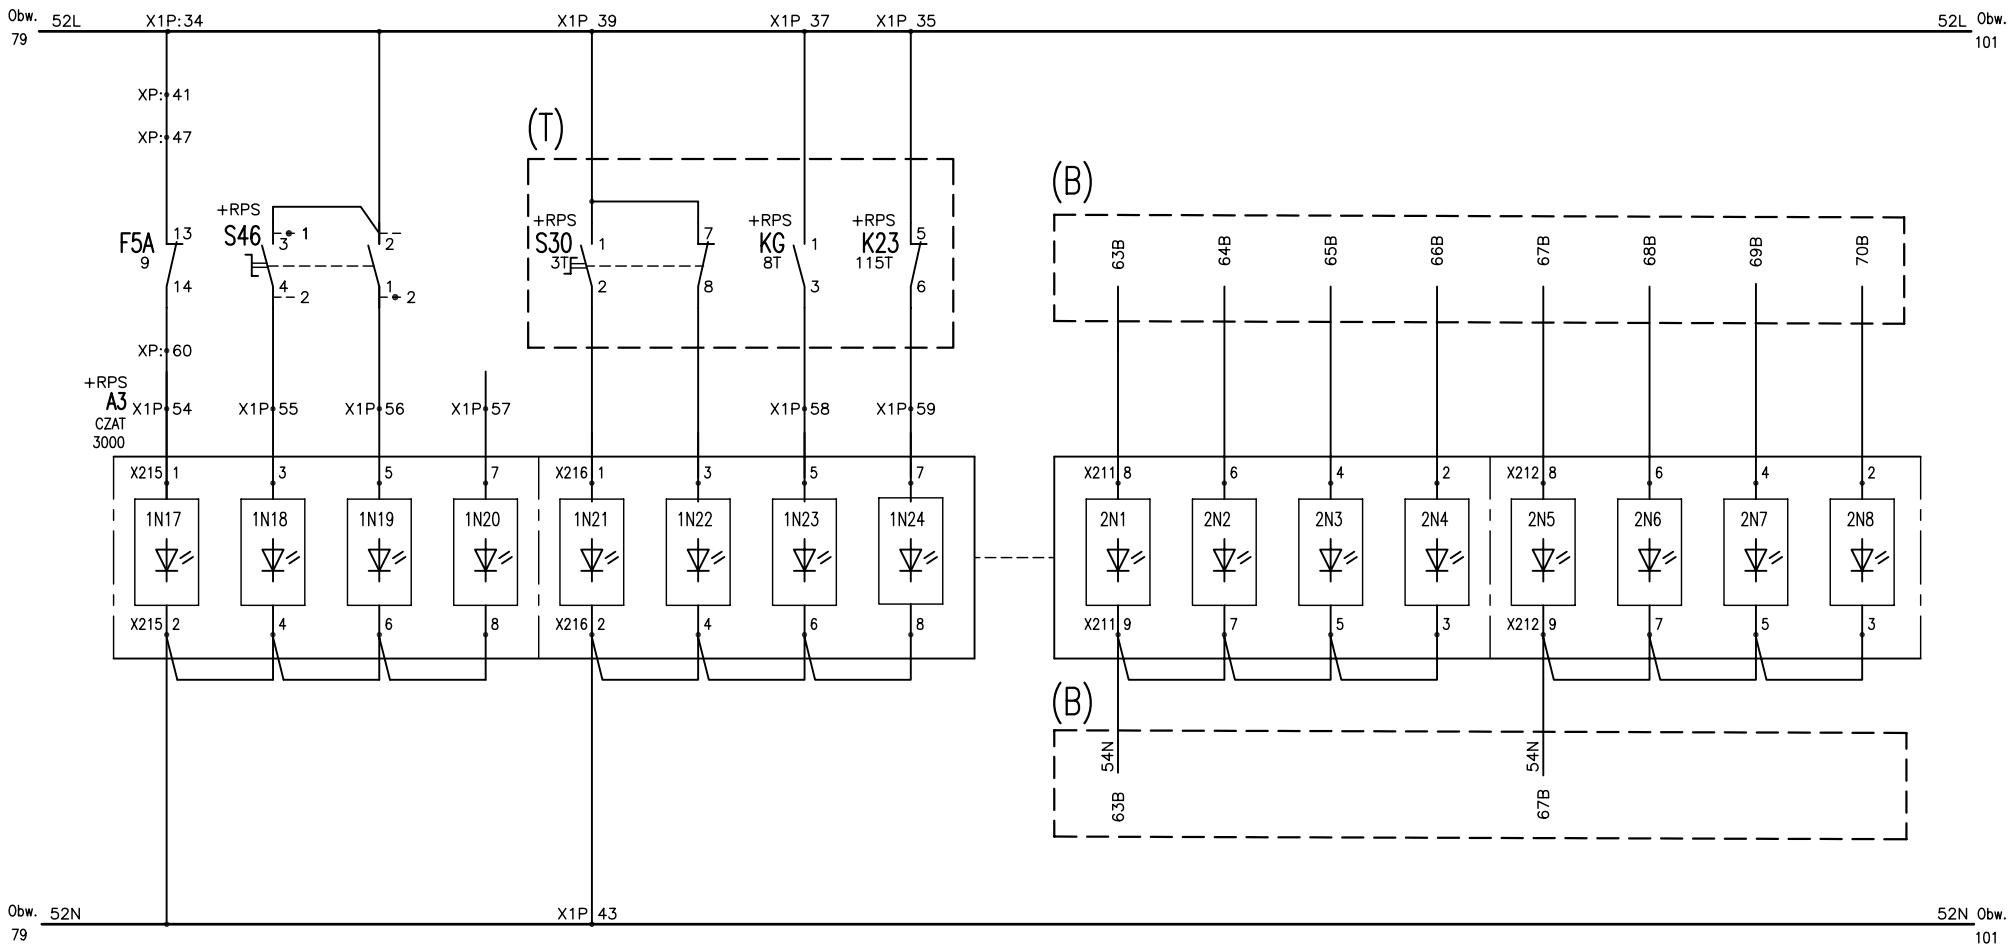 Obw. 52L X1P:34 X1P 39 X1P 37 X1P 35 52L Obw.
79 101
XP: 41
XP: 47
(T)
(B)
+RPS +RPS +RPS +RPS
F5A 13 S46 3 1 2 S30 1 7 KG 1 K23 5
9 3T 8T 115T
14 4 2 1 2 2 8 3 6
63B 64B 65B 66B 67B 68B 69B 70B
XP: 60
+RPS
A3 X1P 54 X1P 55 X1P 56 X1P 57 X1P 58 X1P 59
CZAT
3000
X215 1 3 5 7 X216 1 3 5 7 X211 8 6 4 2 X212 8 6 4 2
1N17 1N18 1N19 1N20 1N21 1N22 1N23 1N24 2N1 2N2 2N3 2N4 2N5 2N6 2N7 2N8
X215 2 4 6 8 X216 2 4 6 8 X211 9 7 5 3 X212 9 7 5 3
(B)
54N 54N
63B 67B
Obw. 52N X1P 43 52N Obw.
79 101